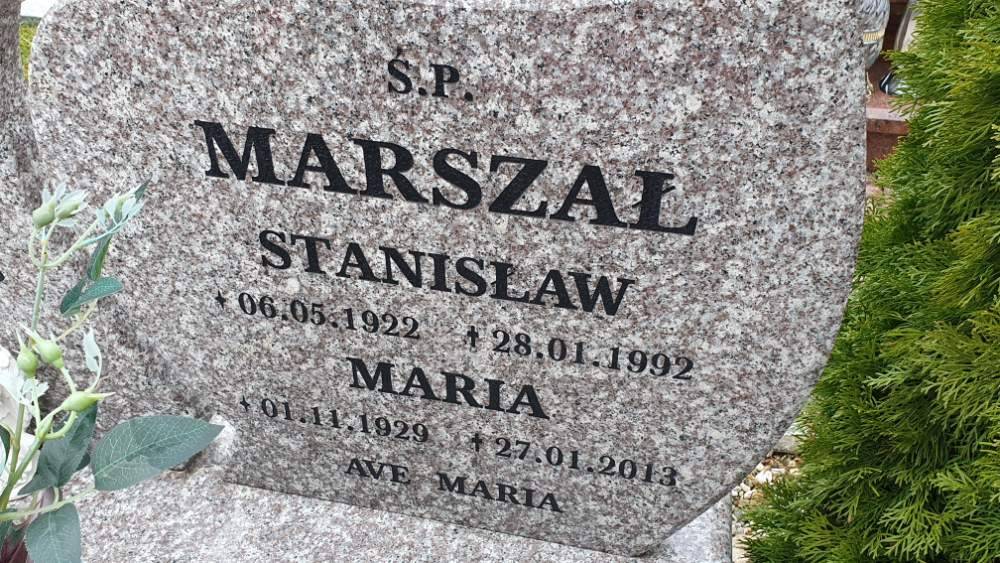 Ś.P.
MARSZAŁ
STANISŁAW
★ 06.05.1922 ✝ 28.01.1992
MARIA
★ 01.11.1929 ✝ 27.01.2013
AVE MARIA